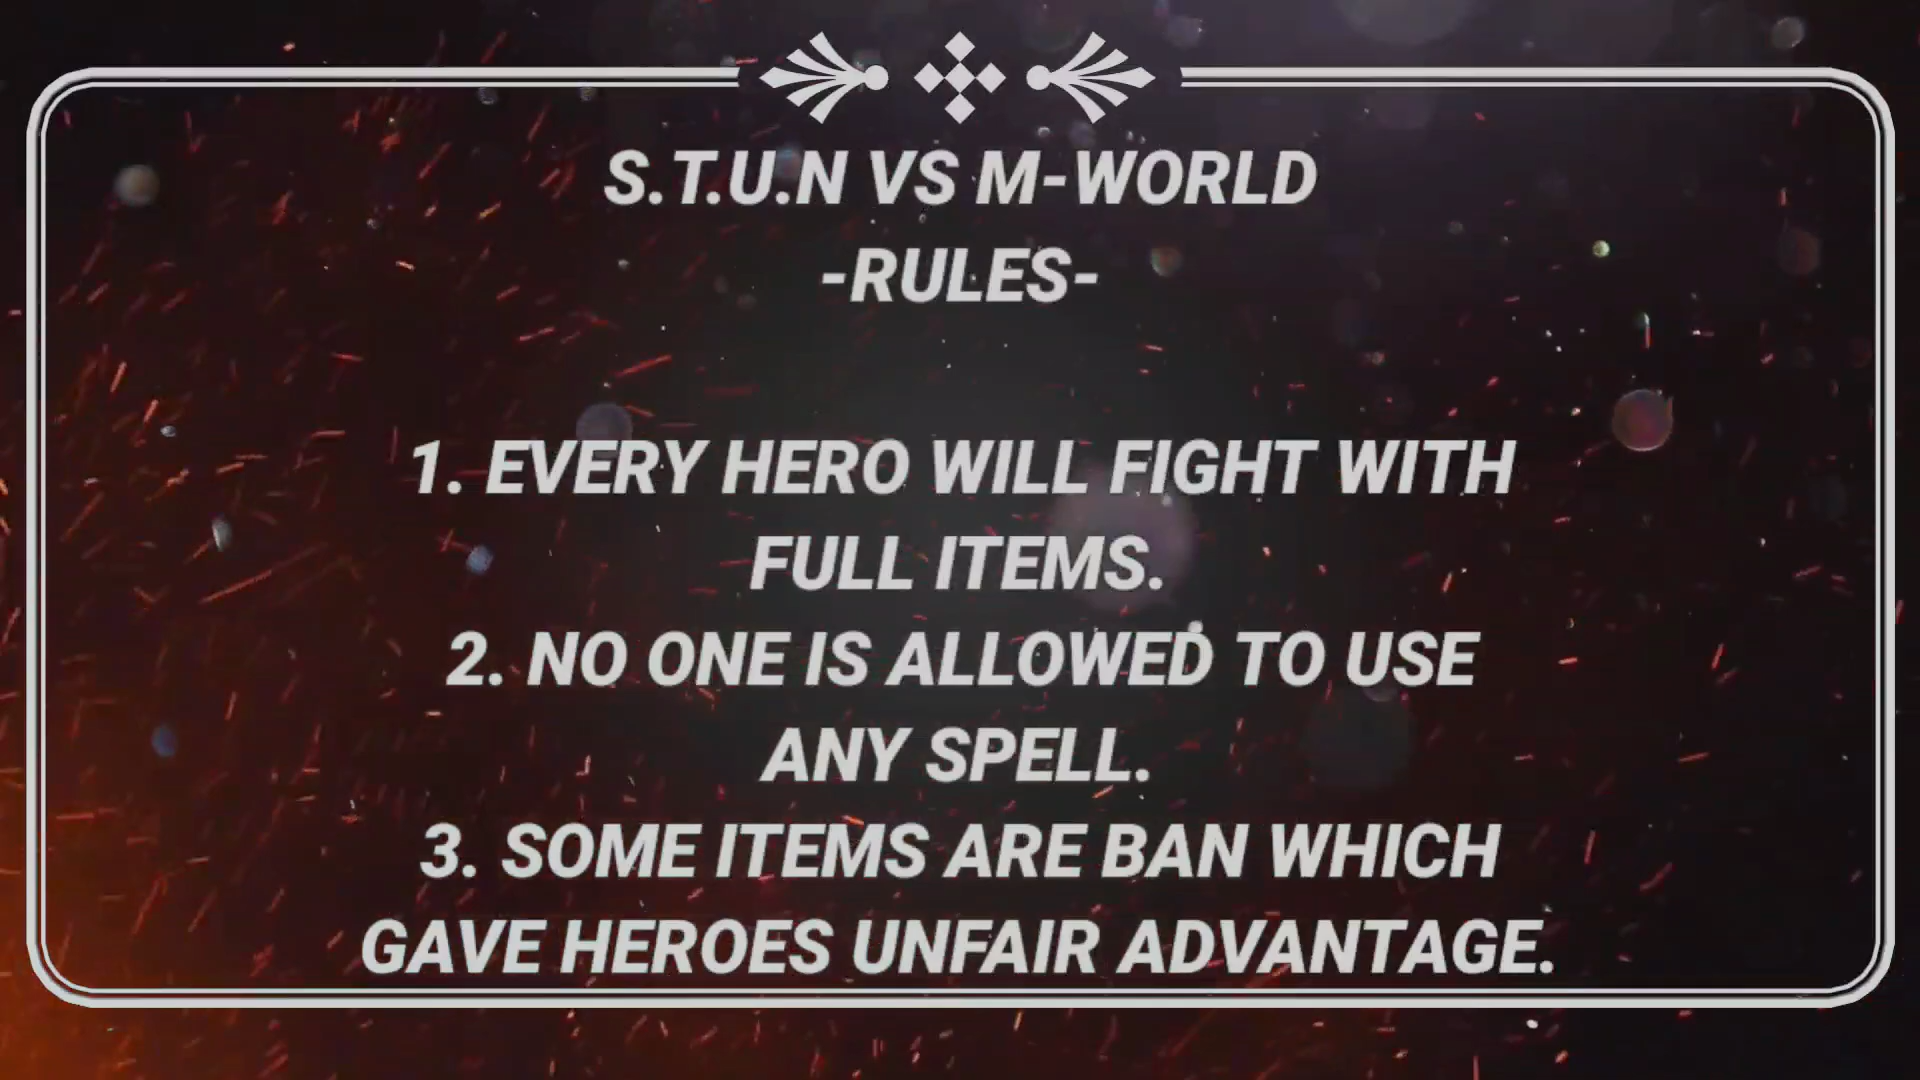 S.T.U.N VS M-WORLD
-RULES-
1. EVERY HERO WILL FIGHT WITH
FULL ITEMS.
2. NO ONE IS ALLOWED TO USE
ANY SPELL.
3. SOME ITEMS ARE BAN WHICH
GAVE HEROES UNFAIR ADVANTAGE.